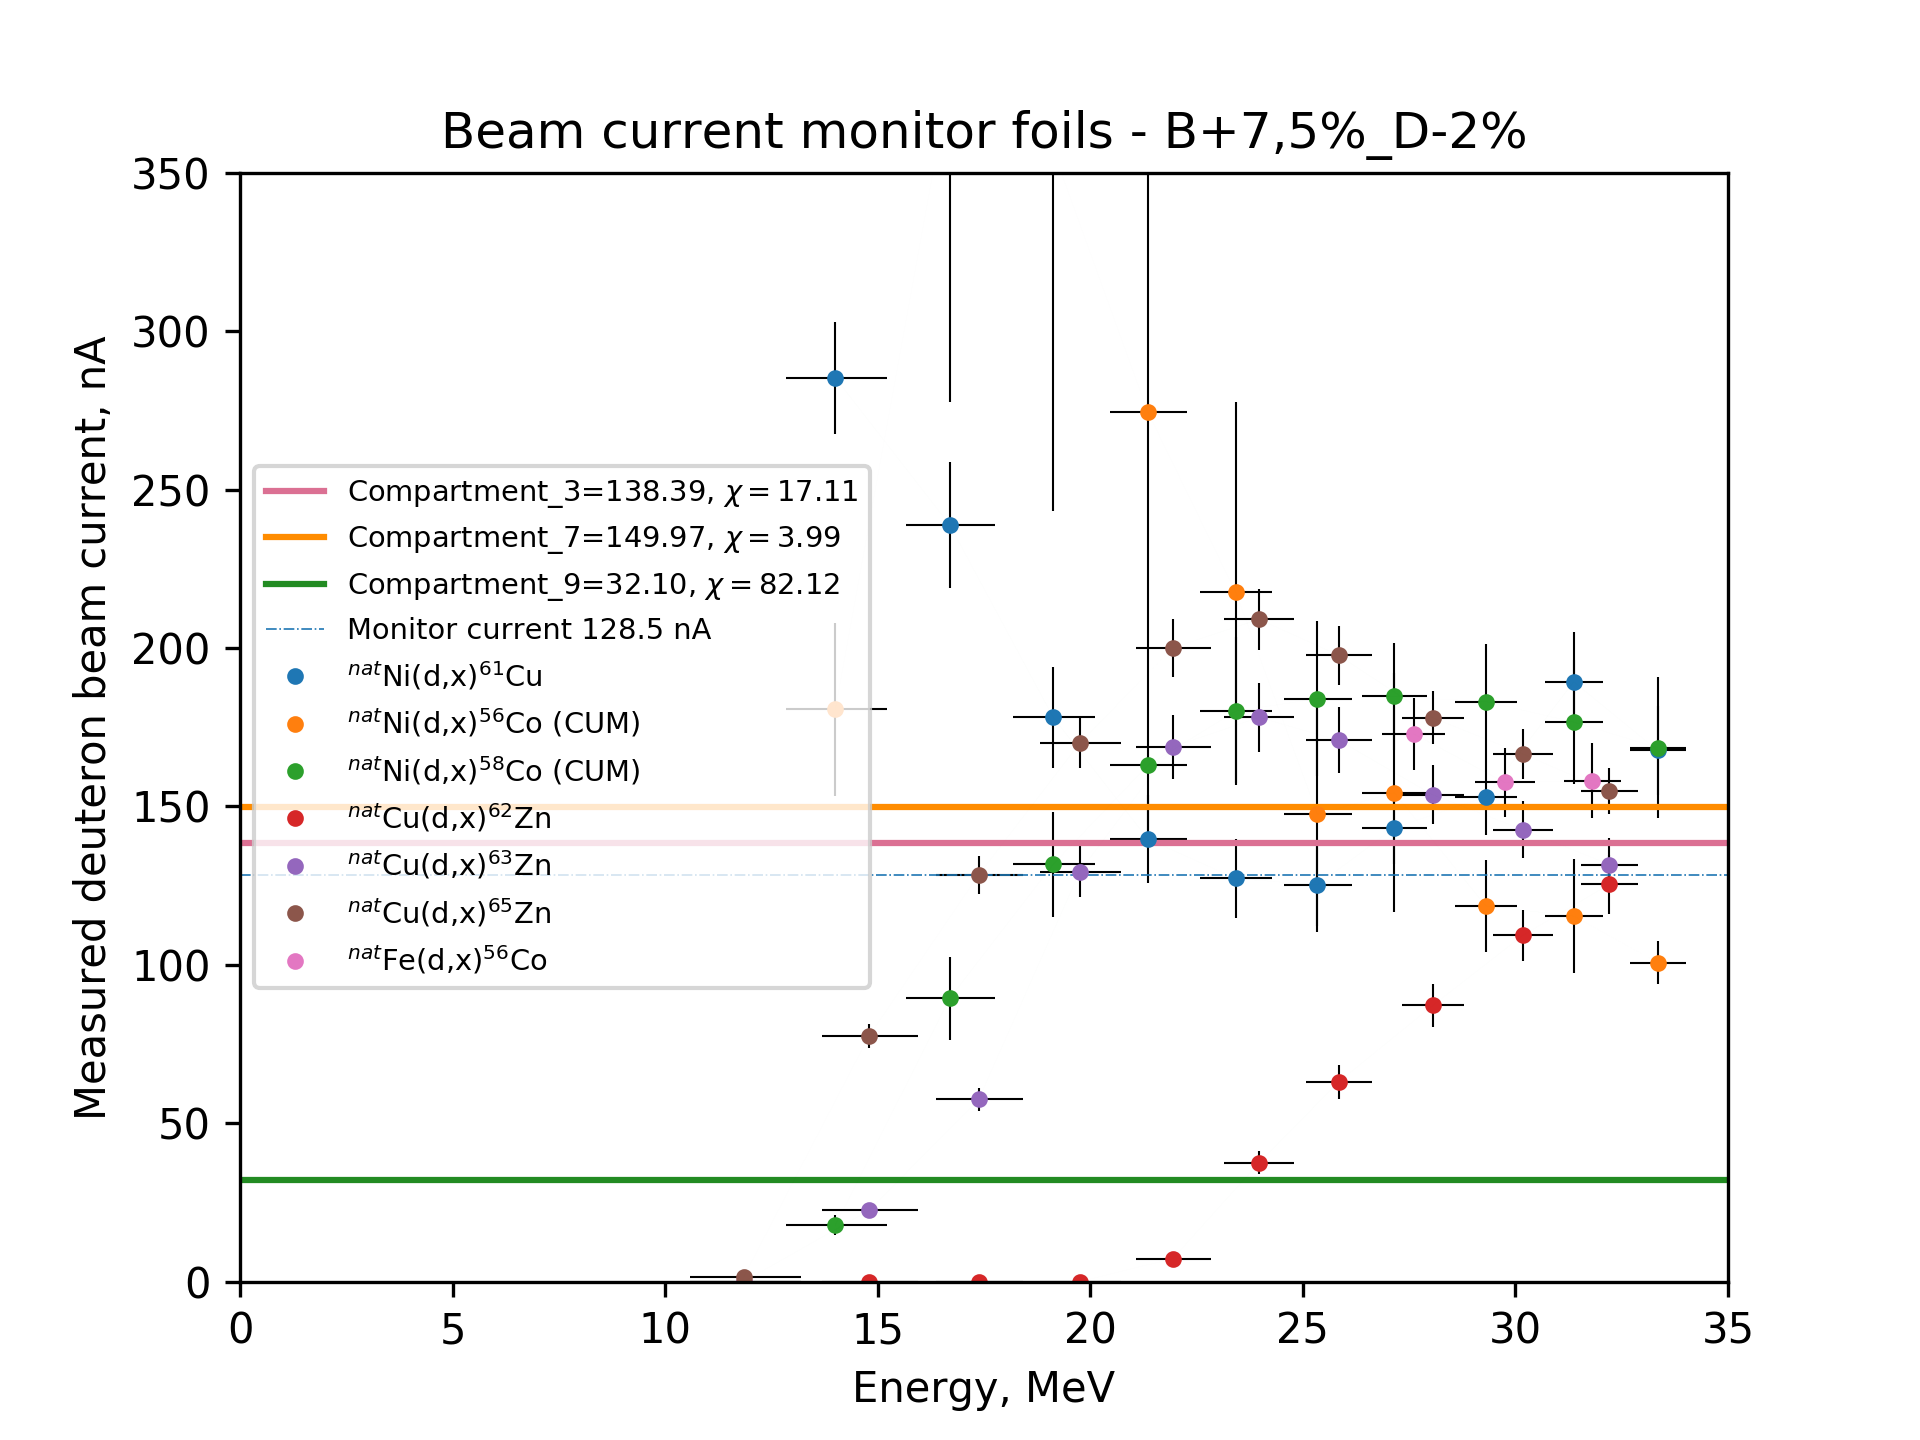 Beam current monitor foils - B+7,5%_D-2%
Measured deuteron beam current, nA
350
300
250
200
150
100
50
0
Compartment_3=138.39, χ = 17.11
Compartment_7=149.97, χ = 3.99
Compartment_9=32.10, χ = 82.12
Monitor current 128.5 nA
natNi(d,x)61Cu
natNi(d,x)56Co (CUM)
natNi(d,x)58Co (CUM)
natCu(d,x)62Zn
natCu(d,x)63Zn
natCu(d,x)65Zn
natFe(d,x)56Co
0 5 10 15 20 25 30 35
Energy, MeV